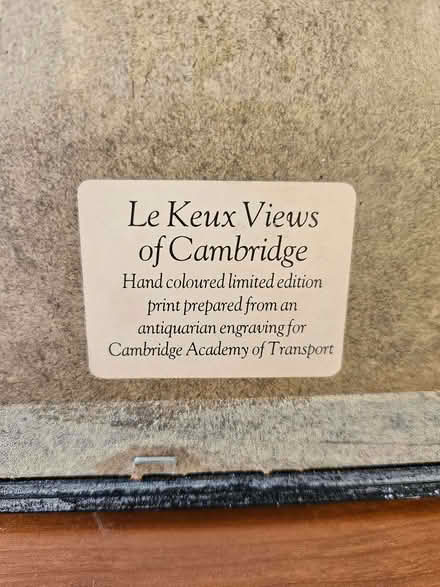 Le Keux Views
of Cambridge
Hand coloured limited edition
print prepared from an
antiquarian engraving for
Cambridge Academy of Transport